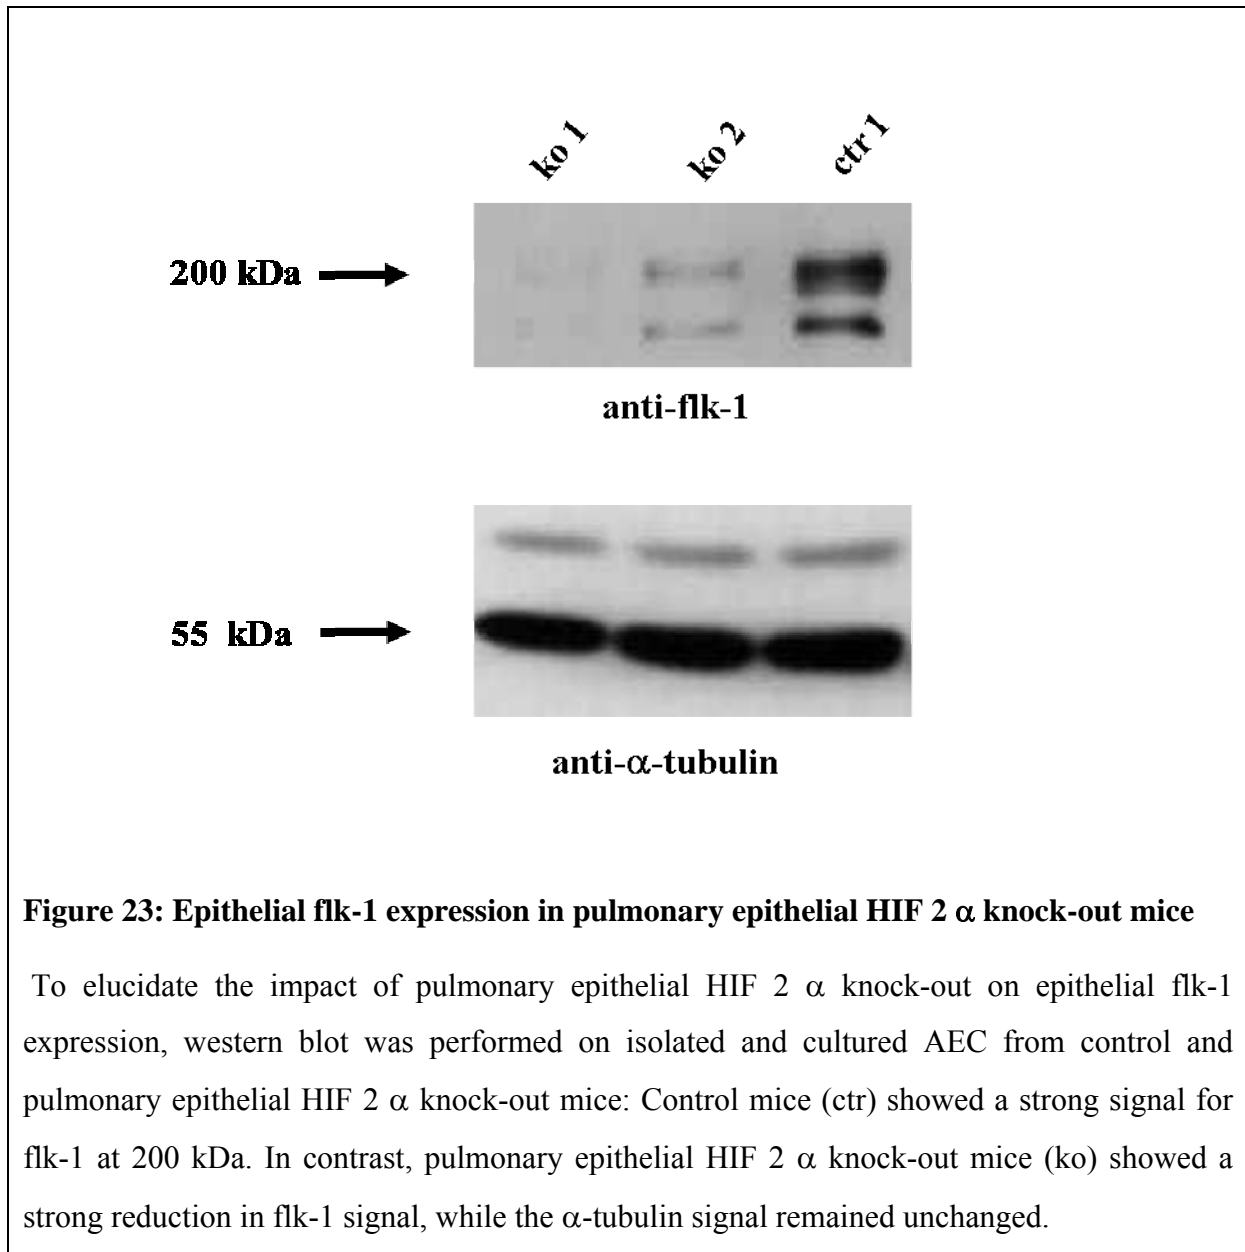 ko 1 ko 2 ctr 1
200 kDa
anti-flk-1
55 kDa
anti-α-tubulin
Figure 23: Epithelial flk-1 expression in pulmonary epithelial HIF 2 α knock-out mice
To elucidate the impact of pulmonary epithelial HIF 2 α knock-out on epithelial flk-1
expression, western blot was performed on isolated and cultured AEC from control and
pulmonary epithelial HIF 2 α knock-out mice: Control mice (ctr) showed a strong signal for
flk-1 at 200 kDa. In contrast, pulmonary epithelial HIF 2 α knock-out mice (ko) showed a
strong reduction in flk-1 signal, while the α-tubulin signal remained unchanged.